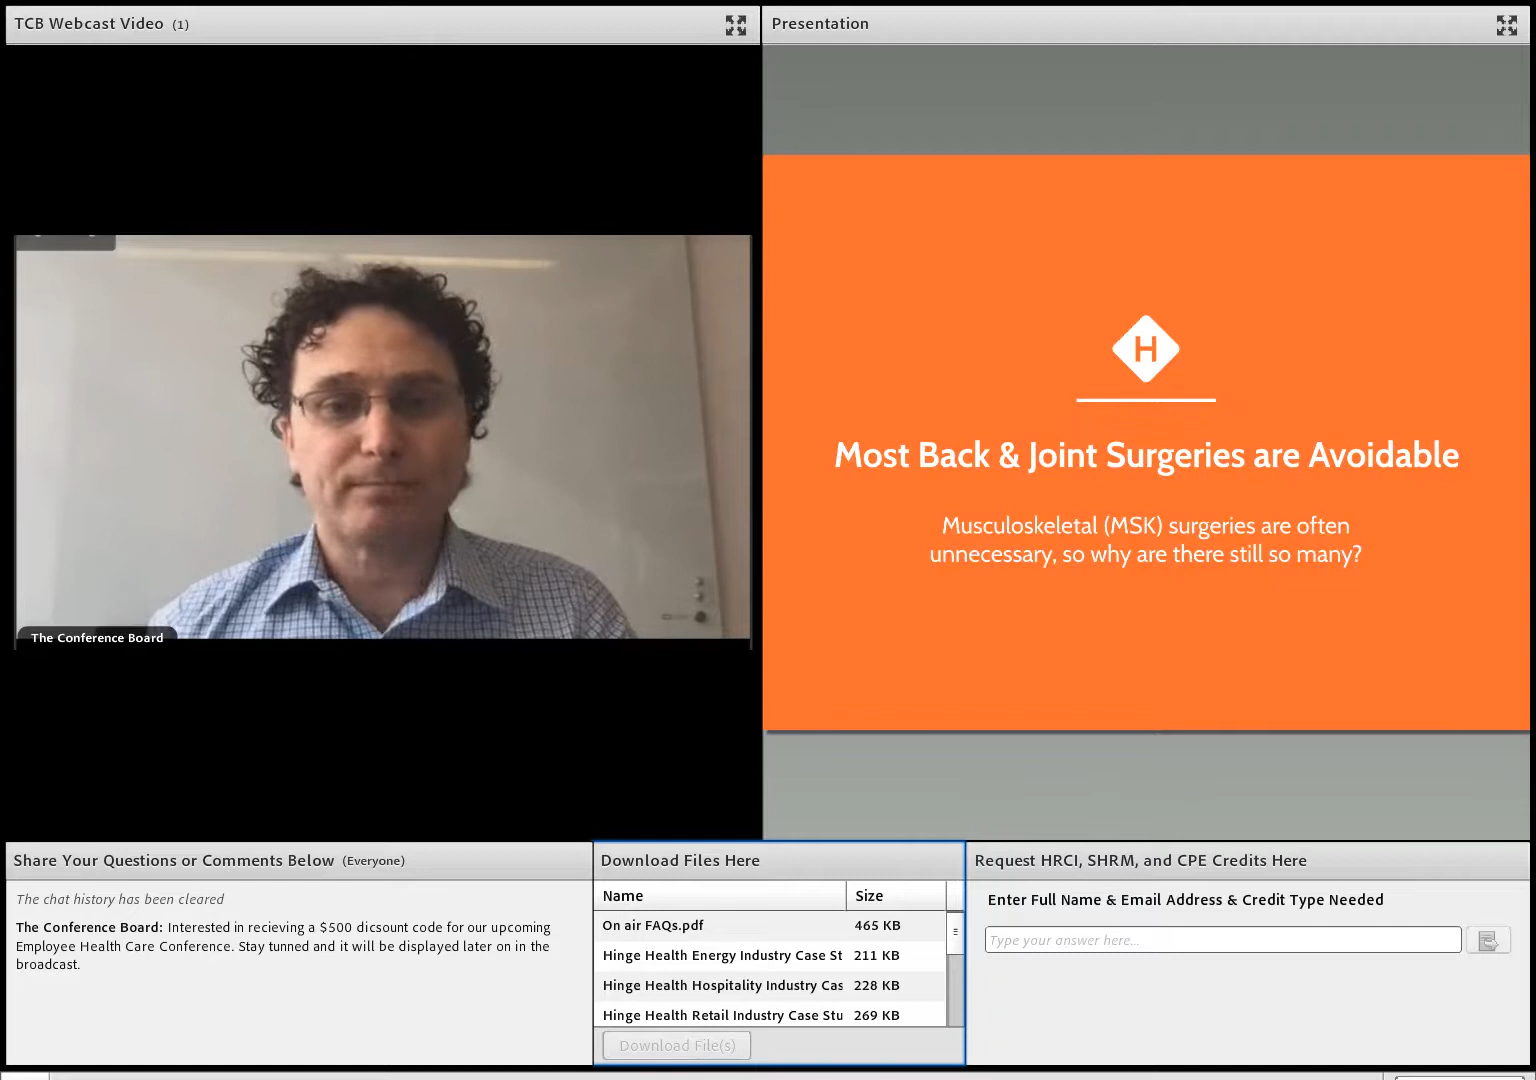 TCB Webcast Video (1)
Presentation
The Conference Board
H
Most Back & Joint Surgeries are Avoidable
Musculoskeletal (MSK) surgeries are often
unnecessary, so why are there still so many?
Share Your Questions or Comments Below (Everyone)
The chat history has been cleared
The Conference Board: Interested in recieving a $500 dicsount code for our upcoming
Employee Health Care Conference. Stay tunned and it will be displayed later on in the
broadcast.
Download Files Here
Name Size
On air FAQs.pdf 465 KB
Hinge Health Energy Industry Case St 211 KB
Hinge Health Hospitality Industry Cas 228 KB
Hinge Health Retail Industry Case Stu 269 KB
Download File(s)
Request HRCI, SHRM, and CPE Credits Here
Enter Full Name & Email Address & Credit Type Needed
Type your answer here...